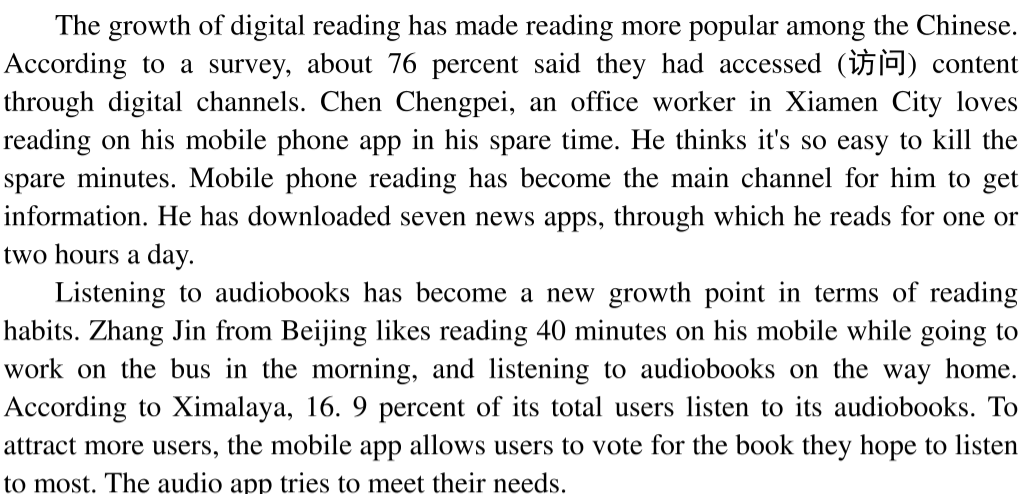 The growth of digital reading has made reading more popular among the Chinese.
According to a survey, about 76 percent said they had accessed (访问) content
through digital channels. Chen Chengpei, an office worker in Xiamen City loves
reading on his mobile phone app in his spare time. He thinks it's so easy to kill the
spare minutes. Mobile phone reading has become the main channel for him to get
information. He has downloaded seven news apps, through which he reads for one or
two hours a day.
Listening to audiobooks has become a new growth point in terms of reading
habits. Zhang Jin from Beijing likes reading 40 minutes on his mobile while going to
work on the bus in the morning, and listening to audiobooks on the way home.
According to Ximalaya, 16. 9 percent of its total users listen to its audiobooks. To
attract more users, the mobile app allows users to vote for the book they hope to listen
to most. The audio app tries to meet their needs.